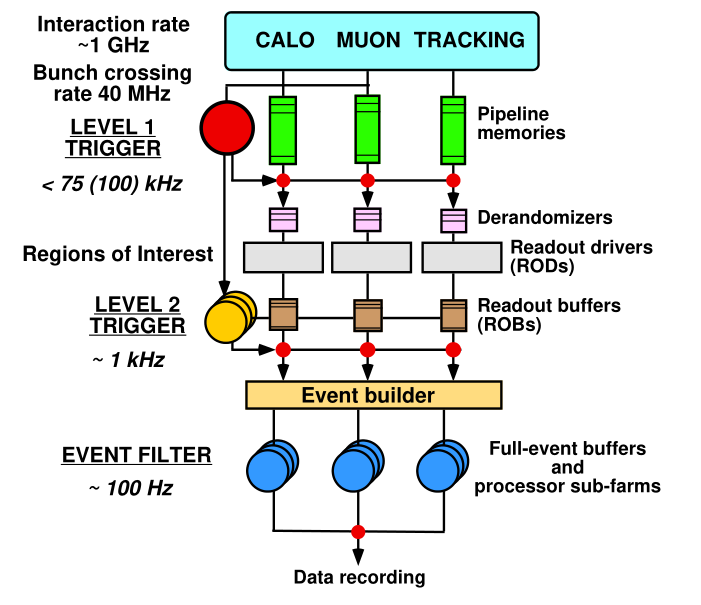 Interaction rate
~1 GHz
CALO MUON TRACKING
Bunch crossing
rate 40 MHz
Pipeline
memories
LEVEL 1
TRIGGER
< 75 (100) kHz
Derandomizers
Regions of Interest
Readout drivers
(RODs)
LEVEL 2
TRIGGER
Readout buffers
(ROBs)
~ 1 kHz
Event builder
EVENT FILTER
~ 100 Hz
Full-event buffers
and
processor sub-farms
Data recording